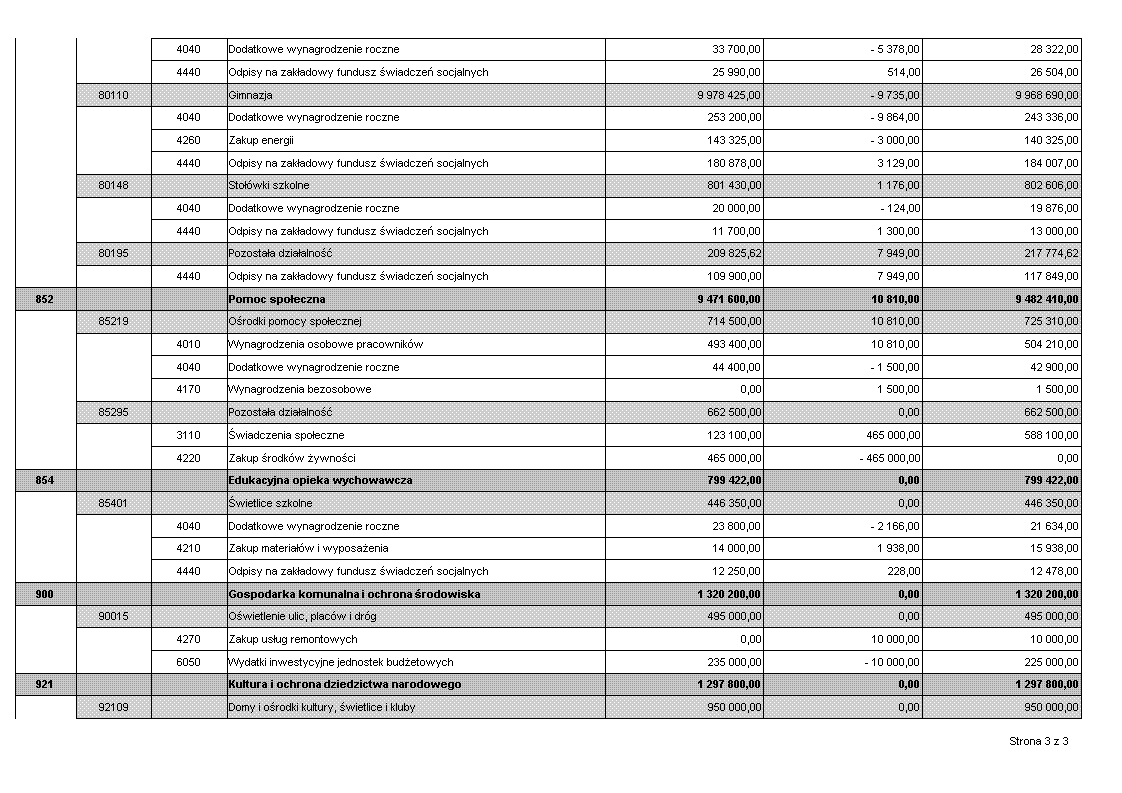 4040 Dodatkowe wynagrodzenie roczne 33 700,00 - 5 378,00 28 322,00
4440 Odpisy na zakładowy fundusz świadczeń socjalnych 25 990,00 514,00 26 504,00
80110 Gimnazja 9 978 425,00 - 9 735,00 9 968 690,00
4040 Dodatkowe wynagrodzenie roczne 253 200,00 - 9 864,00 243 336,00
4260 Zakup energii 143 325,00 - 3 000,00 140 325,00
4440 Odpisy na zakładowy fundusz świadczeń socjalnych 180 878,00 3 129,00 184 007,00
80148 Stołówki szkolne 801 430,00 1 176,00 802 606,00
4040 Dodatkowe wynagrodzenie roczne 20 000,00 - 124,00 19 876,00
4440 Odpisy na zakładowy fundusz świadczeń socjalnych 11 700,00 1 300,00 13 000,00
80195 Pozostała działalność 209 825,62 7 949,00 217 774,62
4440 Odpisy na zakładowy fundusz świadczeń socjalnych 109 900,00 7 949,00 117 849,00
852 Pomoc społeczna 9 471 600,00 10 810,00 9 482 410,00
85219 Ośrodki pomocy społecznej 714 500,00 10 810,00 725 310,00
4010 Wynagrodzenia osobowe pracowników 493 400,00 10 810,00 504 210,00
4040 Dodatkowe wynagrodzenie roczne 44 400,00 - 1 500,00 42 900,00
4170 Wynagrodzenia bezosobowe 0,00 1 500,00 1 500,00
85295 Pozostała działalność 662 500,00 0,00 662 500,00
3110 Świadczenia społeczne 123 100,00 465 000,00 588 100,00
4220 Zakup środków żywności 465 000,00 - 465 000,00 0,00
854 Edukacyjna opieka wychowawcza 799 422,00 0,00 799 422,00
85401 Świetlice szkolne 446 350,00 0,00 446 350,00
4040 Dodatkowe wynagrodzenie roczne 23 800,00 - 2 166,00 21 634,00
4210 Zakup materiałów i wyposażenia 14 000,00 1 938,00 15 938,00
4440 Odpisy na zakładowy fundusz świadczeń socjalnych 12 250,00 228,00 12 478,00
900 Gospodarka komunalna i ochrona środowiska 1 320 200,00 0,00 1 320 200,00
90015 Oświetlenie ulic, placów i dróg 495 000,00 0,00 495 000,00
4270 Zakup usług remontowych 0,00 10 000,00 10 000,00
6050 Wydatki inwestycyjne jednostek budżetowych 235 000,00 - 10 000,00 225 000,00
921 Kultura i ochrona dziedzictwa narodowego 1 297 800,00 0,00 1 297 800,00
92109 Domy i ośrodki kultury, świetlice i kluby 950 000,00 0,00 950 000,00
Strona 3 z 3